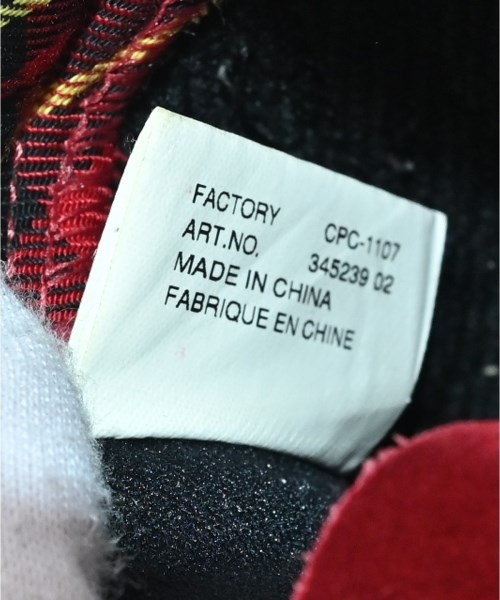 FACTORY CPC-1107
ART.NO. 345239 02
MADE IN CHINA
FABRIQUE EN CHINE